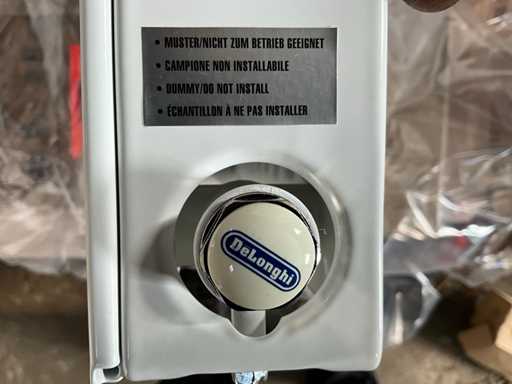 • MUSTER/NICHT ZUM BETRIEB GEEIGNET
• CAMPIONE NON INSTALLABILE
• DUMMY/DO NOT INSTALL
• ÉCHANTILLON À NE PAS INSTALLER
DeLonghi